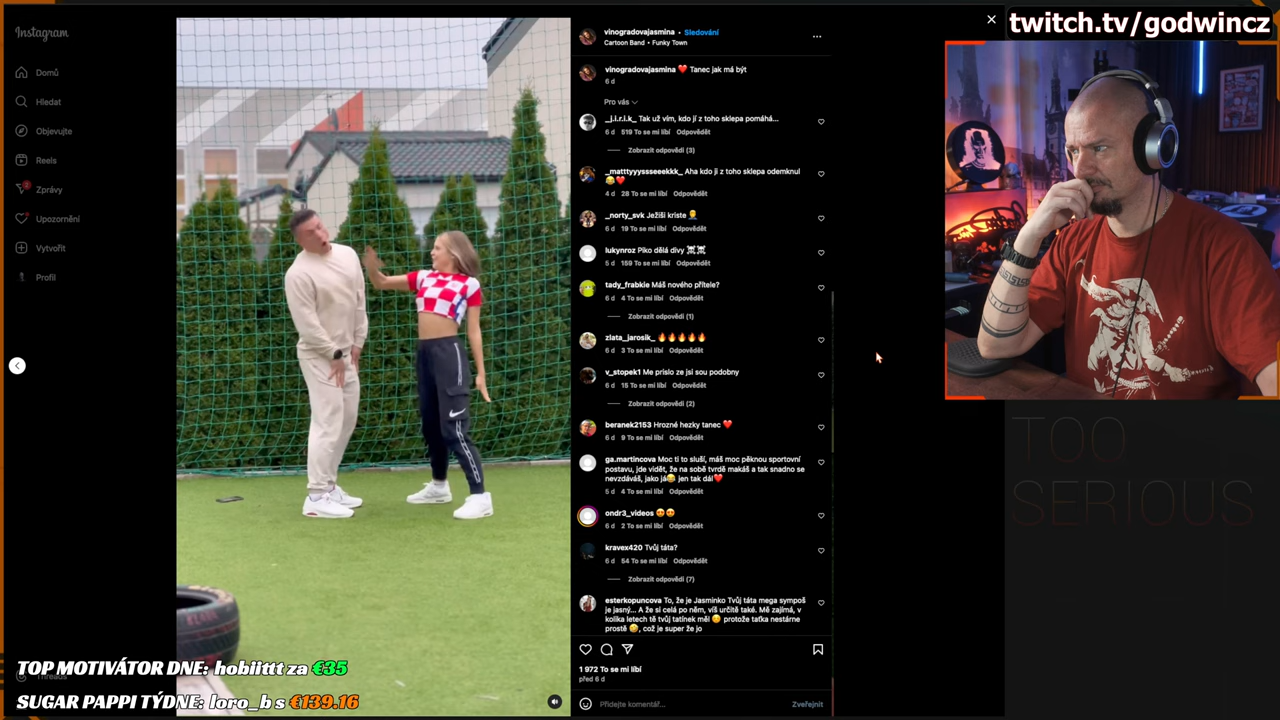 twitch.tv/godwincz
Instagram
Domů
Hledat
Objevujte
Reels
Zprávy
Upozornění
Vytvořit
Profil
Threads
vinogradovajasmina • Sledování
Cartoon Band • Funky Town
vinogradovajasmina ❤️ Tanec jak má být
6 d
Pro vás
_j.i.r.i.k_ Tak už vím, kdo jí z toho sklepa pomáhá...
6 d 519 To se mi líbí Odpovědět
Zobrazit odpovědi (3)
_matttyyyssseeekkk_ Aha kdo ji z toho sklepa odemknul
😂❤️
4 d 28 To se mi líbí Odpovědět
_norty_svk Ježiši kriste 🤦‍♂️
6 d 19 To se mi líbí Odpovědět
lukynroz Piko dělá divy ☠️☠️
5 d 159 To se mi líbí Odpovědět
tady_frabkie Máš nového přítele?
6 d 4 To se mi líbí Odpovědět
Zobrazit odpovědi (1)
zlata_jarosik_ 🔥🔥🔥🔥🔥
6 d 3 To se mi líbí Odpovědět
v_stopek1 Me prislo ze jsi sou podobny
6 d 15 To se mi líbí Odpovědět
Zobrazit odpovědi (2)
beranek2153 Hrozné hezky tanec ❤️
6 d 9 To se mi líbí Odpovědět
ga.martincova Moc ti to sluší, máš moc pěknou sportovní
postavu, jde vidět, že na sobě tvrdě makáš a tak snadno se
nevzdáváš, jako já😂 jen tak dál❤️
5 d 4 To se mi líbí Odpovědět
ondr3_videos 😍😍
6 d 2 To se mi líbí Odpovědět
kravex420 Tvůj táta?
6 d 54 To se mi líbí Odpovědět
Zobrazit odpovědi (7)
esterkopuncova To, že je Jasmínko Tvůj táta mega sympoš
je jasný... A že si celá po něm, víš určitě také. Mě zajímá, v
kolika letech tě tvůj tatínek měl 😊 protože taťka nestárne
prostě 🤣, což je super že jo
1 972 To se mi líbí
před 6 d
Přidejte komentář...
Zveřejnit
TOO
SERIOUS
TOP MOTIVÁTOR DNE: hobiittt za €35
SUGAR PAPPI TÝDNE: loro_b s €139.16